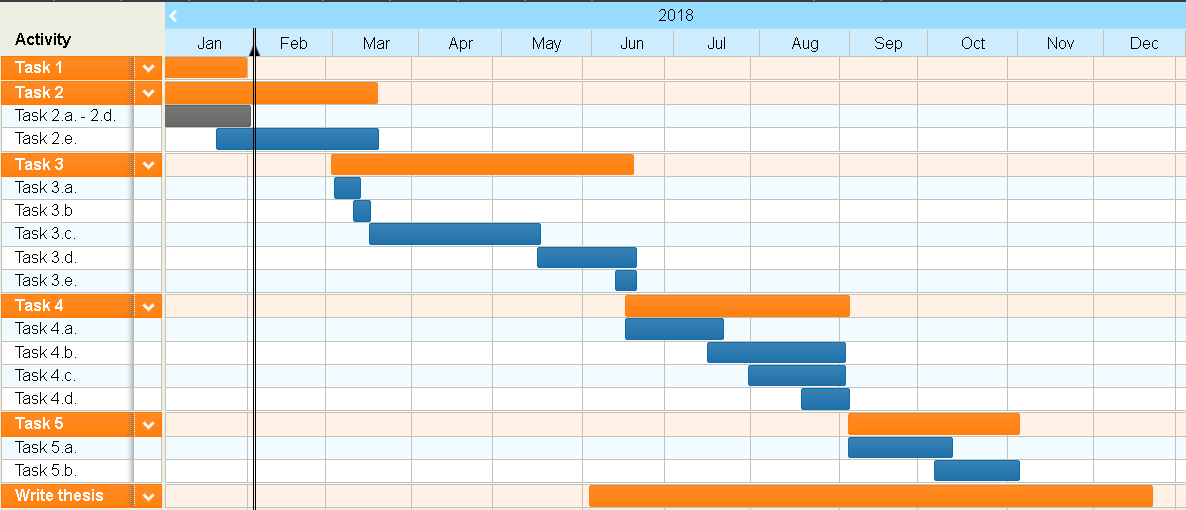 2018
Activity
Jan Feb Mar Apr May Jun Jul Aug Sep Oct Nov Dec
Task 1
Task 2
Task 2.a. - 2.d.
Task 2.e.
Task 3
Task 3.a.
Task 3.b
Task 3.c.
Task 3.d.
Task 3.e.
Task 4
Task 4.a.
Task 4.b.
Task 4.c.
Task 4.d.
Task 5
Task 5.a.
Task 5.b.
Write thesis